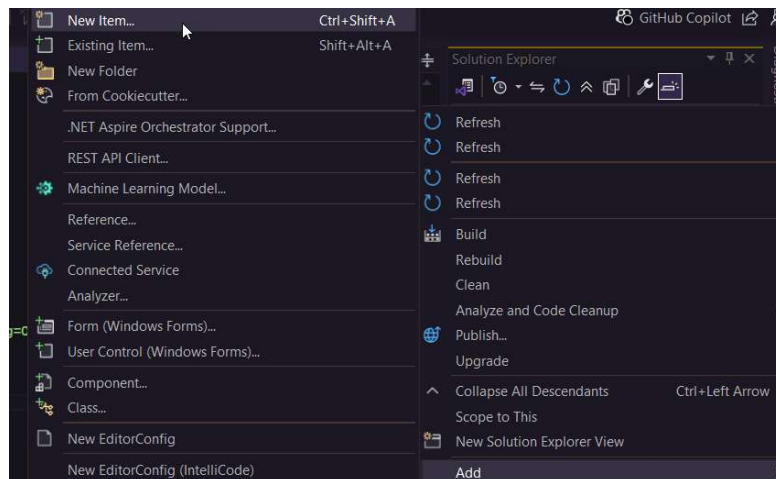 New Item... Ctrl+Shift+A
Existing Item... Shift+Alt+A
New Folder
From Cookiecutter...
.NET Aspire Orchestrator Support...
REST API Client...
Machine Learning Model...
Reference...
Service Reference...
Connected Service
Analyzer...
Form (Windows Forms)...
User Control (Windows Forms)...
Component...
Class...
New EditorConfig
New EditorConfig (IntelliCode)
GitHub Copilot
Solution Explorer
Refresh
Refresh
Refresh
Refresh
Build
Rebuild
Clean
Analyze and Code Cleanup
Publish...
Upgrade
Collapse All Descendants Ctrl+Left Arrow
Scope to This
New Solution Explorer View
Add